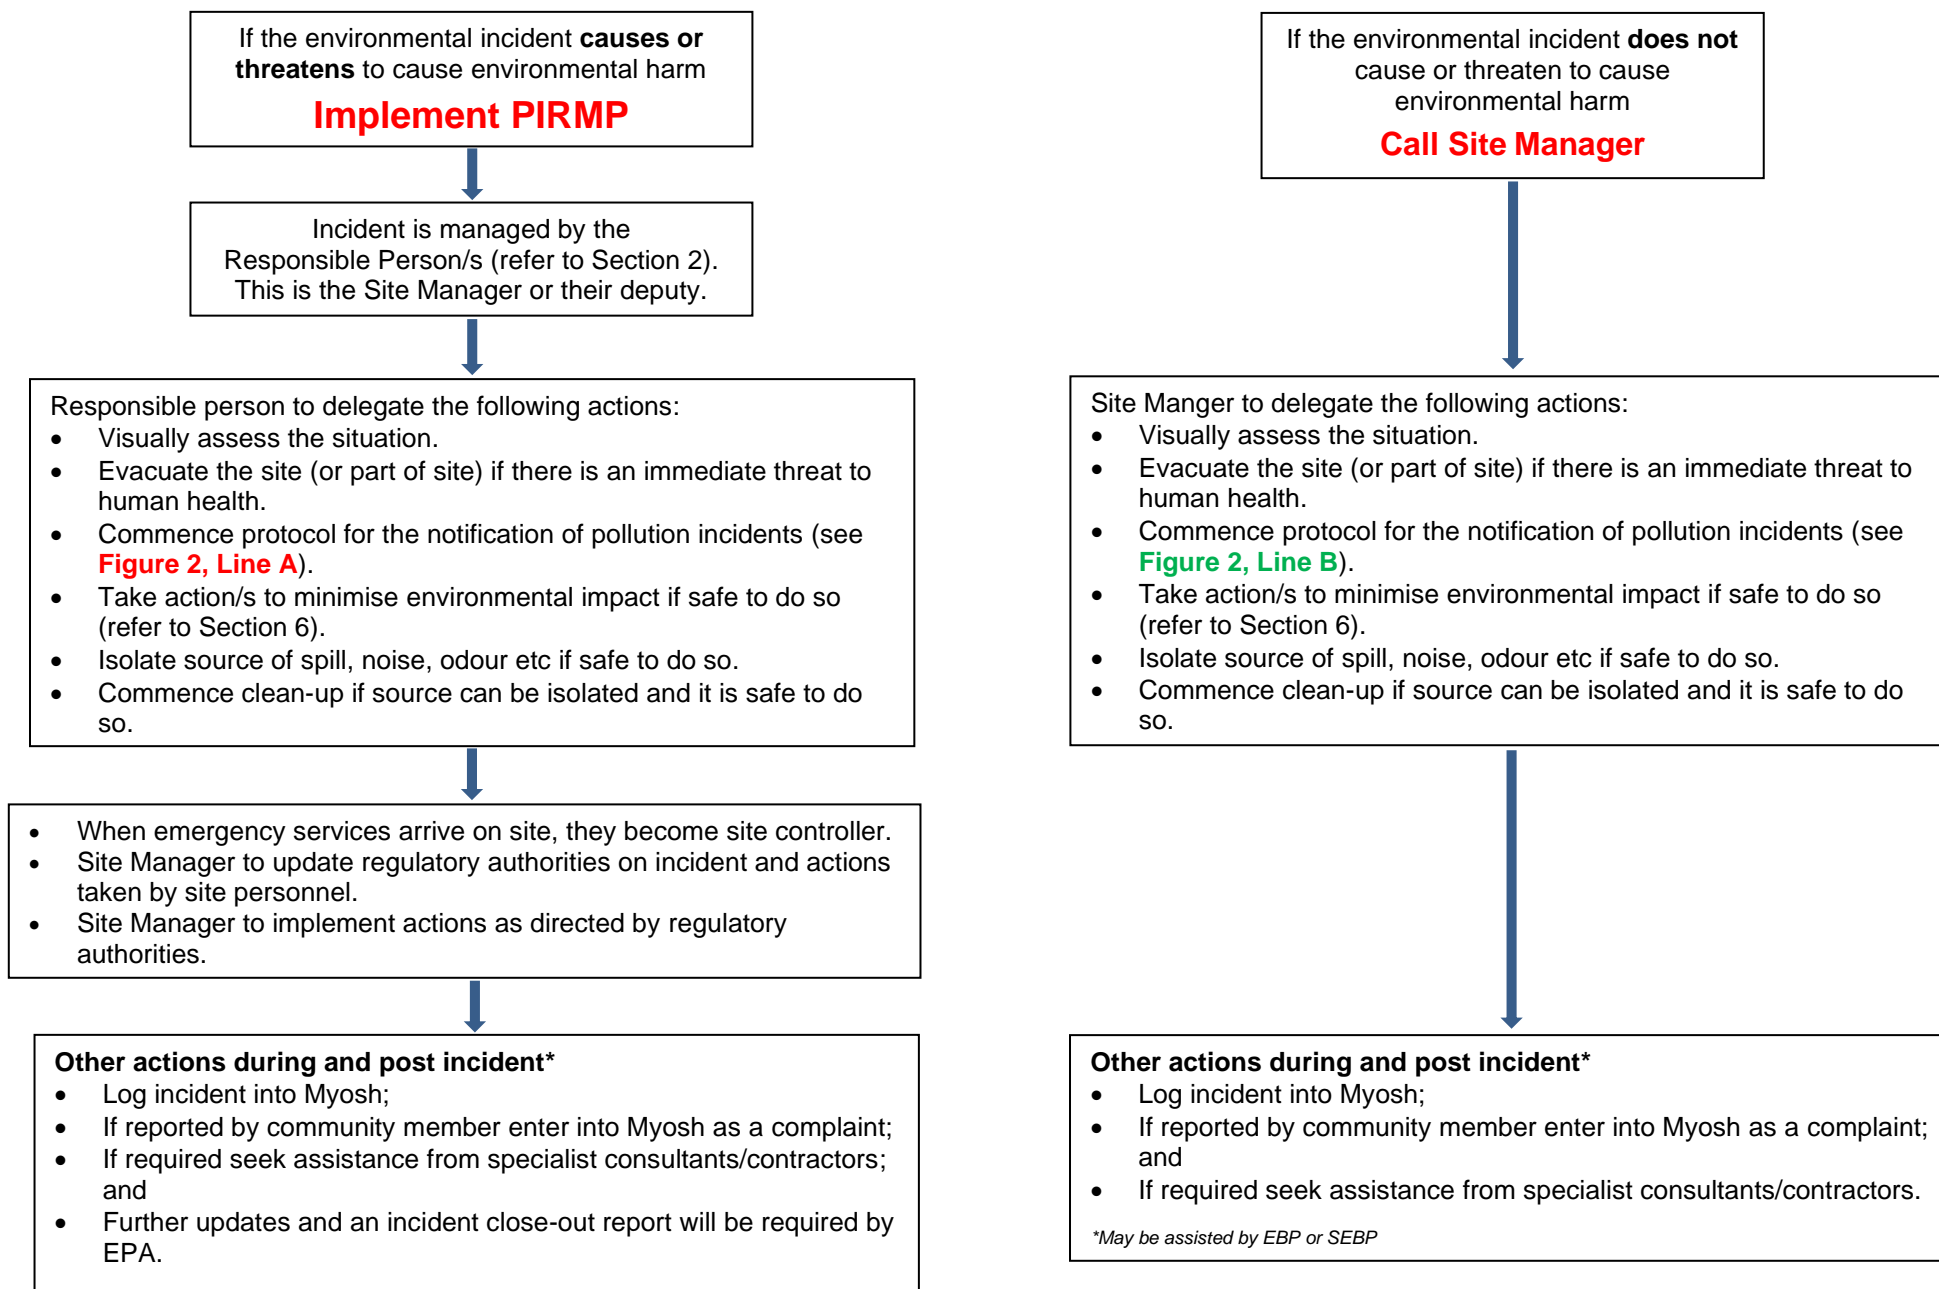 If the environmental incident causes or
threatens to cause environmental harm
Implement PIRMP
Incident is managed by the
Responsible Person/s (refer to Section 2).
This is the Site Manager or their deputy.
Responsible person to delegate the following actions:
• Visually assess the situation.
• Evacuate the site (or part of site) if there is an immediate threat to
human health.
• Commence protocol for the notification of pollution incidents (see
Figure 2, Line A).
• Take action/s to minimise environmental impact if safe to do so
(refer to Section 6).
• Isolate source of spill, noise, odour etc if safe to do so.
• Commence clean-up if source can be isolated and it is safe to do
so.
• When emergency services arrive on site, they become site controller.
• Site Manager to update regulatory authorities on incident and actions
taken by site personnel.
• Site Manager to implement actions as directed by regulatory
authorities.
Other actions during and post incident*
• Log incident into Myosh;
• If reported by community member enter into Myosh as a complaint;
• If required seek assistance from specialist consultants/contractors;
and
• Further updates and an incident close-out report will be required by
EPA.
If the environmental incident does not
cause or threaten to cause
environmental harm
Call Site Manager
Site Manger to delegate the following actions:
• Visually assess the situation.
• Evacuate the site (or part of site) if there is an immediate threat to
human health.
• Commence protocol for the notification of pollution incidents (see
Figure 2, Line B).
• Take action/s to minimise environmental impact if safe to do so
(refer to Section 6).
• Isolate source of spill, noise, odour etc if safe to do so.
• Commence clean-up if source can be isolated and it is safe to do
so.
Other actions during and post incident*
• Log incident into Myosh;
• If reported by community member enter into Myosh as a complaint;
and
• If required seek assistance from specialist consultants/contractors.
*May be assisted by EBP or SEBP